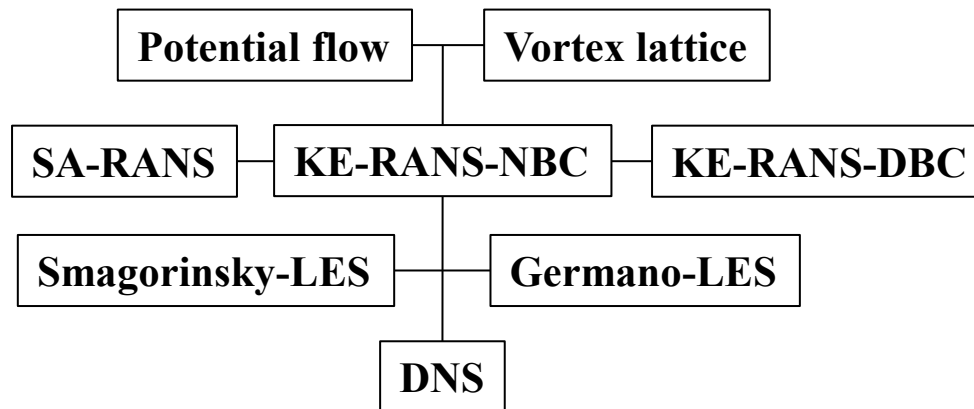 Potential flow
Vortex lattice
SA-RANS
KE-RANS-NBC
KE-RANS-DBC
Smagorinsky-LES
Germano-LES
DNS